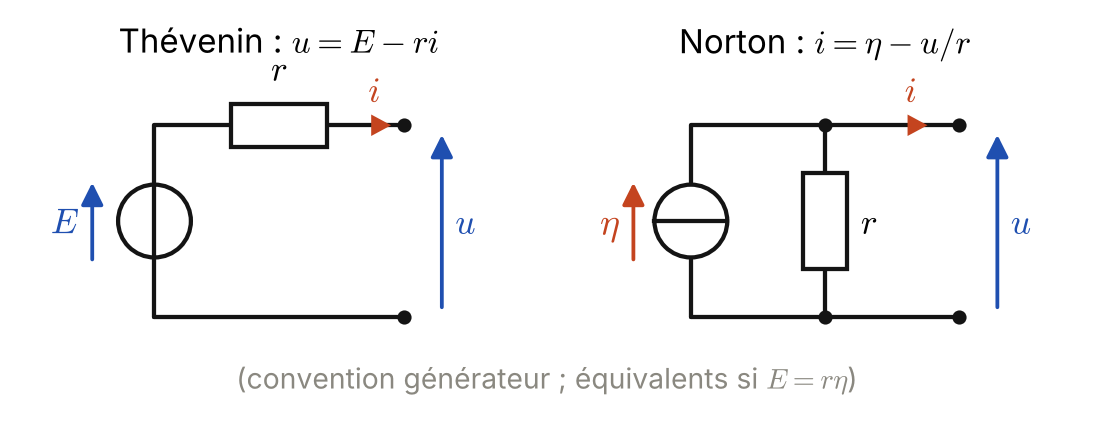 Thévenin : u = E − ri
r
i
E
u
Norton : i = η − u/r
i
η
r
u
(convention générateur ; équivalents si E = rη)